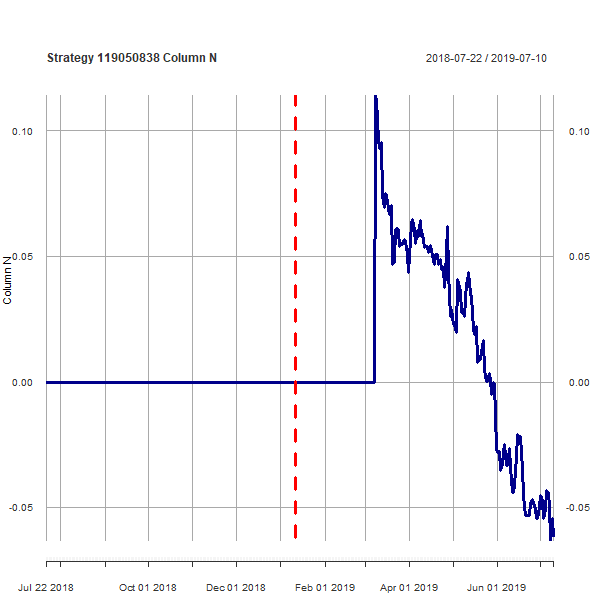 Strategy 119050838 Column N
2018-07-22 / 2019-07-10
0.10
0.10
0.05
0.05
Column N
0.00
0.00
-0.05
-0.05
Jul 22 2018
Oct 01 2018
Dec 01 2018
Feb 01 2019
Apr 01 2019
Jun 01 2019